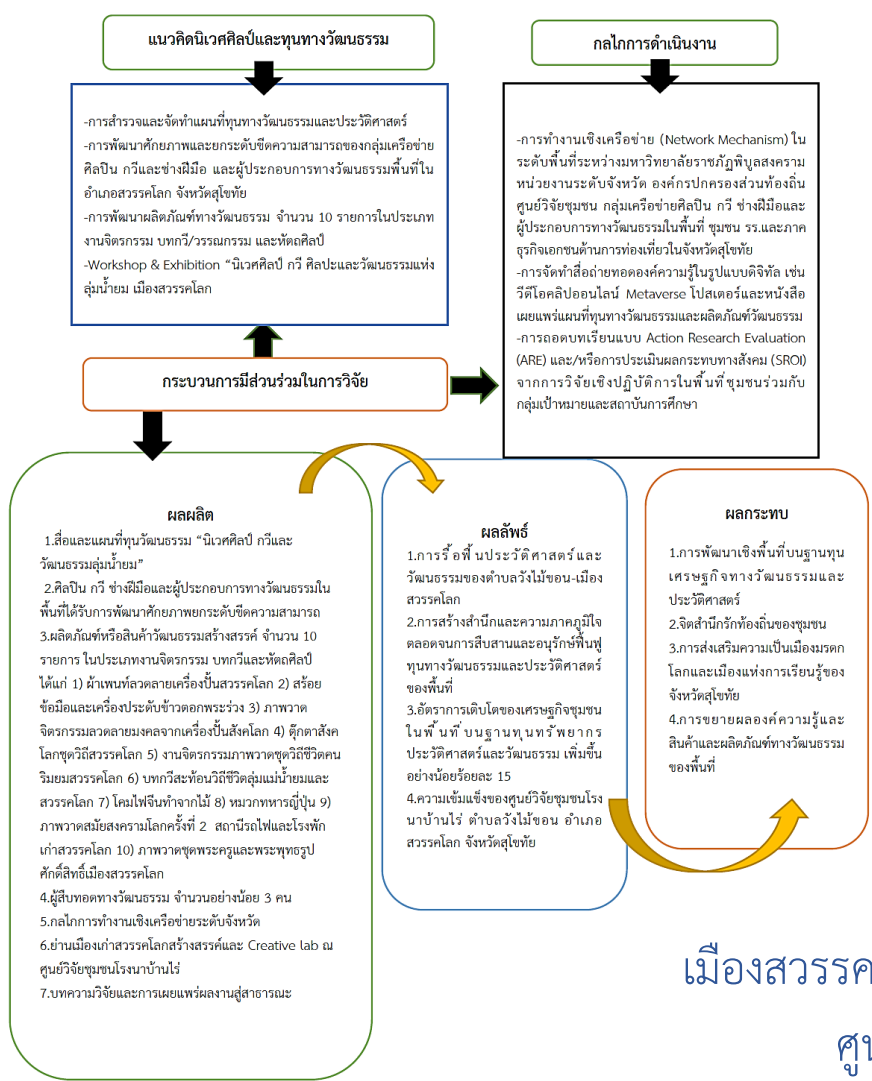 แนวคิดนิเวศศิลป์และทุนทางวัฒนธรรม
กลไกการดำเนินงาน
-การสำรวจและจัดทำแผนที่ทุนทางวัฒนธรรมและประวัติศาสตร์
-การพัฒนาศักยภาพและยกระดับขีดความสามารถของกลุ่มเครือข่าย
ศิลปิน กวีและช่างฝีมือ และผู้ประกอบการทางวัฒนธรรมพื้นที่ใน
อำเภอสวรรคโลก จังหวัดสุโขทัย
-การพัฒนาผลิตภัณฑ์ทางวัฒนธรรม จำนวน 10 รายการในประเภท
งานจิตรกรรม บทกวี/วรรณกรรม และหัตถศิลป์
-Workshop & Exhibition “นิเวศศิลป์ กวี ศิลปะและวัฒนธรรมแห่ง
ลุ่มน้ำยม เมืองสวรรคโลก
-การทำงานเชิงเครือข่าย (Network Mechanism) ใน
ระดับพื้นที่ระหว่างมหาวิทยาลัยราชภัฏพิบูลสงคราม
หน่วยงานระดับจังหวัด องค์กรปกครองส่วนท้องถิ่น
ศูนย์วิจัยชุมชน กลุ่มเครือข่ายศิลปิน กวี ช่างฝีมือและ
ผู้ประกอบการทางวัฒนธรรมในพื้นที่ ชุมชน รร.และภาค
ธุรกิจเอกชนด้านการท่องเที่ยวในจังหวัดสุโขทัย
-การจัดทำสื่อถ่ายทอดองค์ความรู้ในรูปแบบดิจิทัล เช่น
วีดีโอคลิปออนไลน์ Metaverse โปสเตอร์และหนังสือ
เผยแพร่แผนที่ทุนทางวัฒนธรรมและผลิตภัณฑ์วัฒนธรรม
-การถอดบทเรียนแบบ Action Research Evaluation
(ARE) และ/หรือการประเมินผลกระทบทางสังคม (SROI)
จากการวิจัยเชิงปฏิบัติการในพื้นที่ชุมชนร่วมกับ
กลุ่มเป้าหมายและสถาบันการศึกษา
กระบวนการมีส่วนร่วมในการวิจัย
ผลผลิต
1.สื่อและแผนที่ทุนวัฒนธรรม “นิเวศศิลป์ กวีและ
วัฒนธรรมลุ่มน้ำยม”
2.ศิลปิน กวี ช่างฝีมือและผู้ประกอบการทางวัฒนธรรมใน
พื้นที่ได้รับการพัฒนาศักยภาพยกระดับขีดความสามารถ
3.ผลิตภัณฑ์หรือสินค้าวัฒนธรรมสร้างสรรค์ จำนวน 10
รายการ ในประเภทงานจิตรกรรม บทกวีและหัตถศิลป์
ได้แก่ 1) ผ้าเพนท์ลวดลายเครื่องปั้นสวรรคโลก 2) สร้อย
ข้อมือและเครื่องประดับข้าวตอกพระร่วง 3) ภาพวาด
จิตรกรรมลวดลายมงคลจากเครื่องปั้นสังคโลก 4) ตุ๊กตาสังค
โลกชุดวิถีสวรรคโลก 5) งานจิตรกรรมภาพวาดชุดวิถีชีวิตคน
ริมยมสวรรคโลก 6) บทกวีสะท้อนวิถีชีวิตลุ่มแม่น้ำยมและ
สวรรคโลก 7) โคมไฟจีนทำจากไม้ 8) หมวกทหารญี่ปุ่น 9)
ภาพวาดสมัยสงครามโลกครั้งที่ 2 สถานีรถไฟและโรงพัก
เก่าสวรรคโลก 10) ภาพวาดชุดพระครูและพระพุทธรูป
ศักดิ์สิทธิ์เมืองสวรรคโลก
4.ผู้สืบทอดทางวัฒนธรรม จำนวนอย่างน้อย 3 คน
5.กลไกการทำงานเชิงเครือข่ายระดับจังหวัด
6.ย่านเมืองเก่าสวรรคโลกสร้างสรรค์และ Creative lab ณ
ศูนย์วิจัยชุมชนโรงนาบ้านไร่
7.บทความวิจัยและการเผยแพร่ผลงานสู่สาธารณะ
ผลลัพธ์
1.การรื้อฟื้นประวัติศาสตร์และ
วัฒนธรรมของตำบลวังไม้ขอน-เมือง
สวรรคโลก
2.การสร้างสำนึกและความภาคภูมิใจ
ตลอดจนการสืบสานและอนุรักษ์ฟื้นฟู
ทุนทางวัฒนธรรมและประวัติศาสตร์
ของพื้นที่
3.อัตราการเติบโตของเศรษฐกิจชุมชน
ในพื้นที่บนฐานทุนทรัพยากร
ประวัติศาสตร์และวัฒนธรรม เพิ่มขึ้น
อย่างน้อยร้อยละ 15
4.ความเข้มแข็งของศูนย์วิจัยชุมชนโรง
นาบ้านไร่ ตำบลวังไม้ขอน อำเภอ
สวรรคโลก จังหวัดสุโขทัย
ผลกระทบ
1.การพัฒนาเชิงพื้นที่บนฐานทุน
เศรษฐกิจทางวัฒนธรรมและ
ประวัติศาสตร์
2.จิตสำนึกรักท้องถิ่นของชุมชน
3.การส่งเสริมความเป็นเมืองมรดก
โลกและเมืองแห่งการเรียนรู้ของ
จังหวัดสุโขทัย
4.การขยายผลองค์ความรู้และ
สินค้าและผลิตภัณฑ์ทางวัฒนธรรม
ของพื้นที่
เมืองสวรรค
ศูน